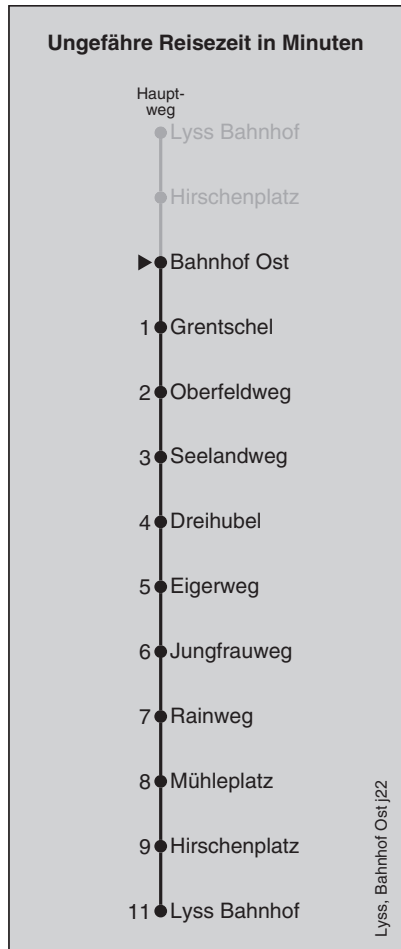 Ungefähre Reisezeit in Minuten
Haupt-
weg
Lyss Bahnhof
Hirschenplatz
Bahnhof Ost
1 Grentschel
2 Oberfeldweg
3 Seelandweg
4 Dreihubel
5 Eigerweg
6 Jungfrauweg
7 Rainweg
8 Mühleplatz
9 Hirschenplatz
11 Lyss Bahnhof
Lyss, Bahnhof Ost j22